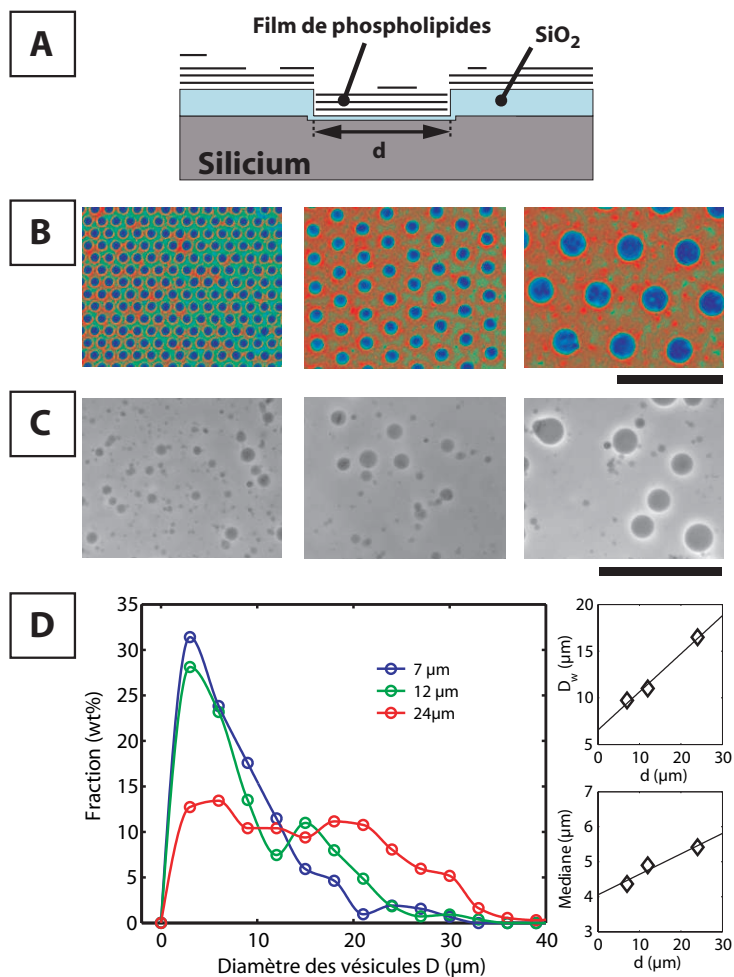 A
Film de phospholipides
SiO₂
d
Silicium
B
C
D
35
30
25
20
15
10
5
0
Fraction (wt%)
7 µm
12 µm
24µm
0
10
20
30
40
Diamètre des vésicules D (µm)
20
15
10
5
D_w (µm)
0
10
20
30
d (µm)
7
6
5
4
3
Mediane (µm)
0
10
20
30
d (µm)